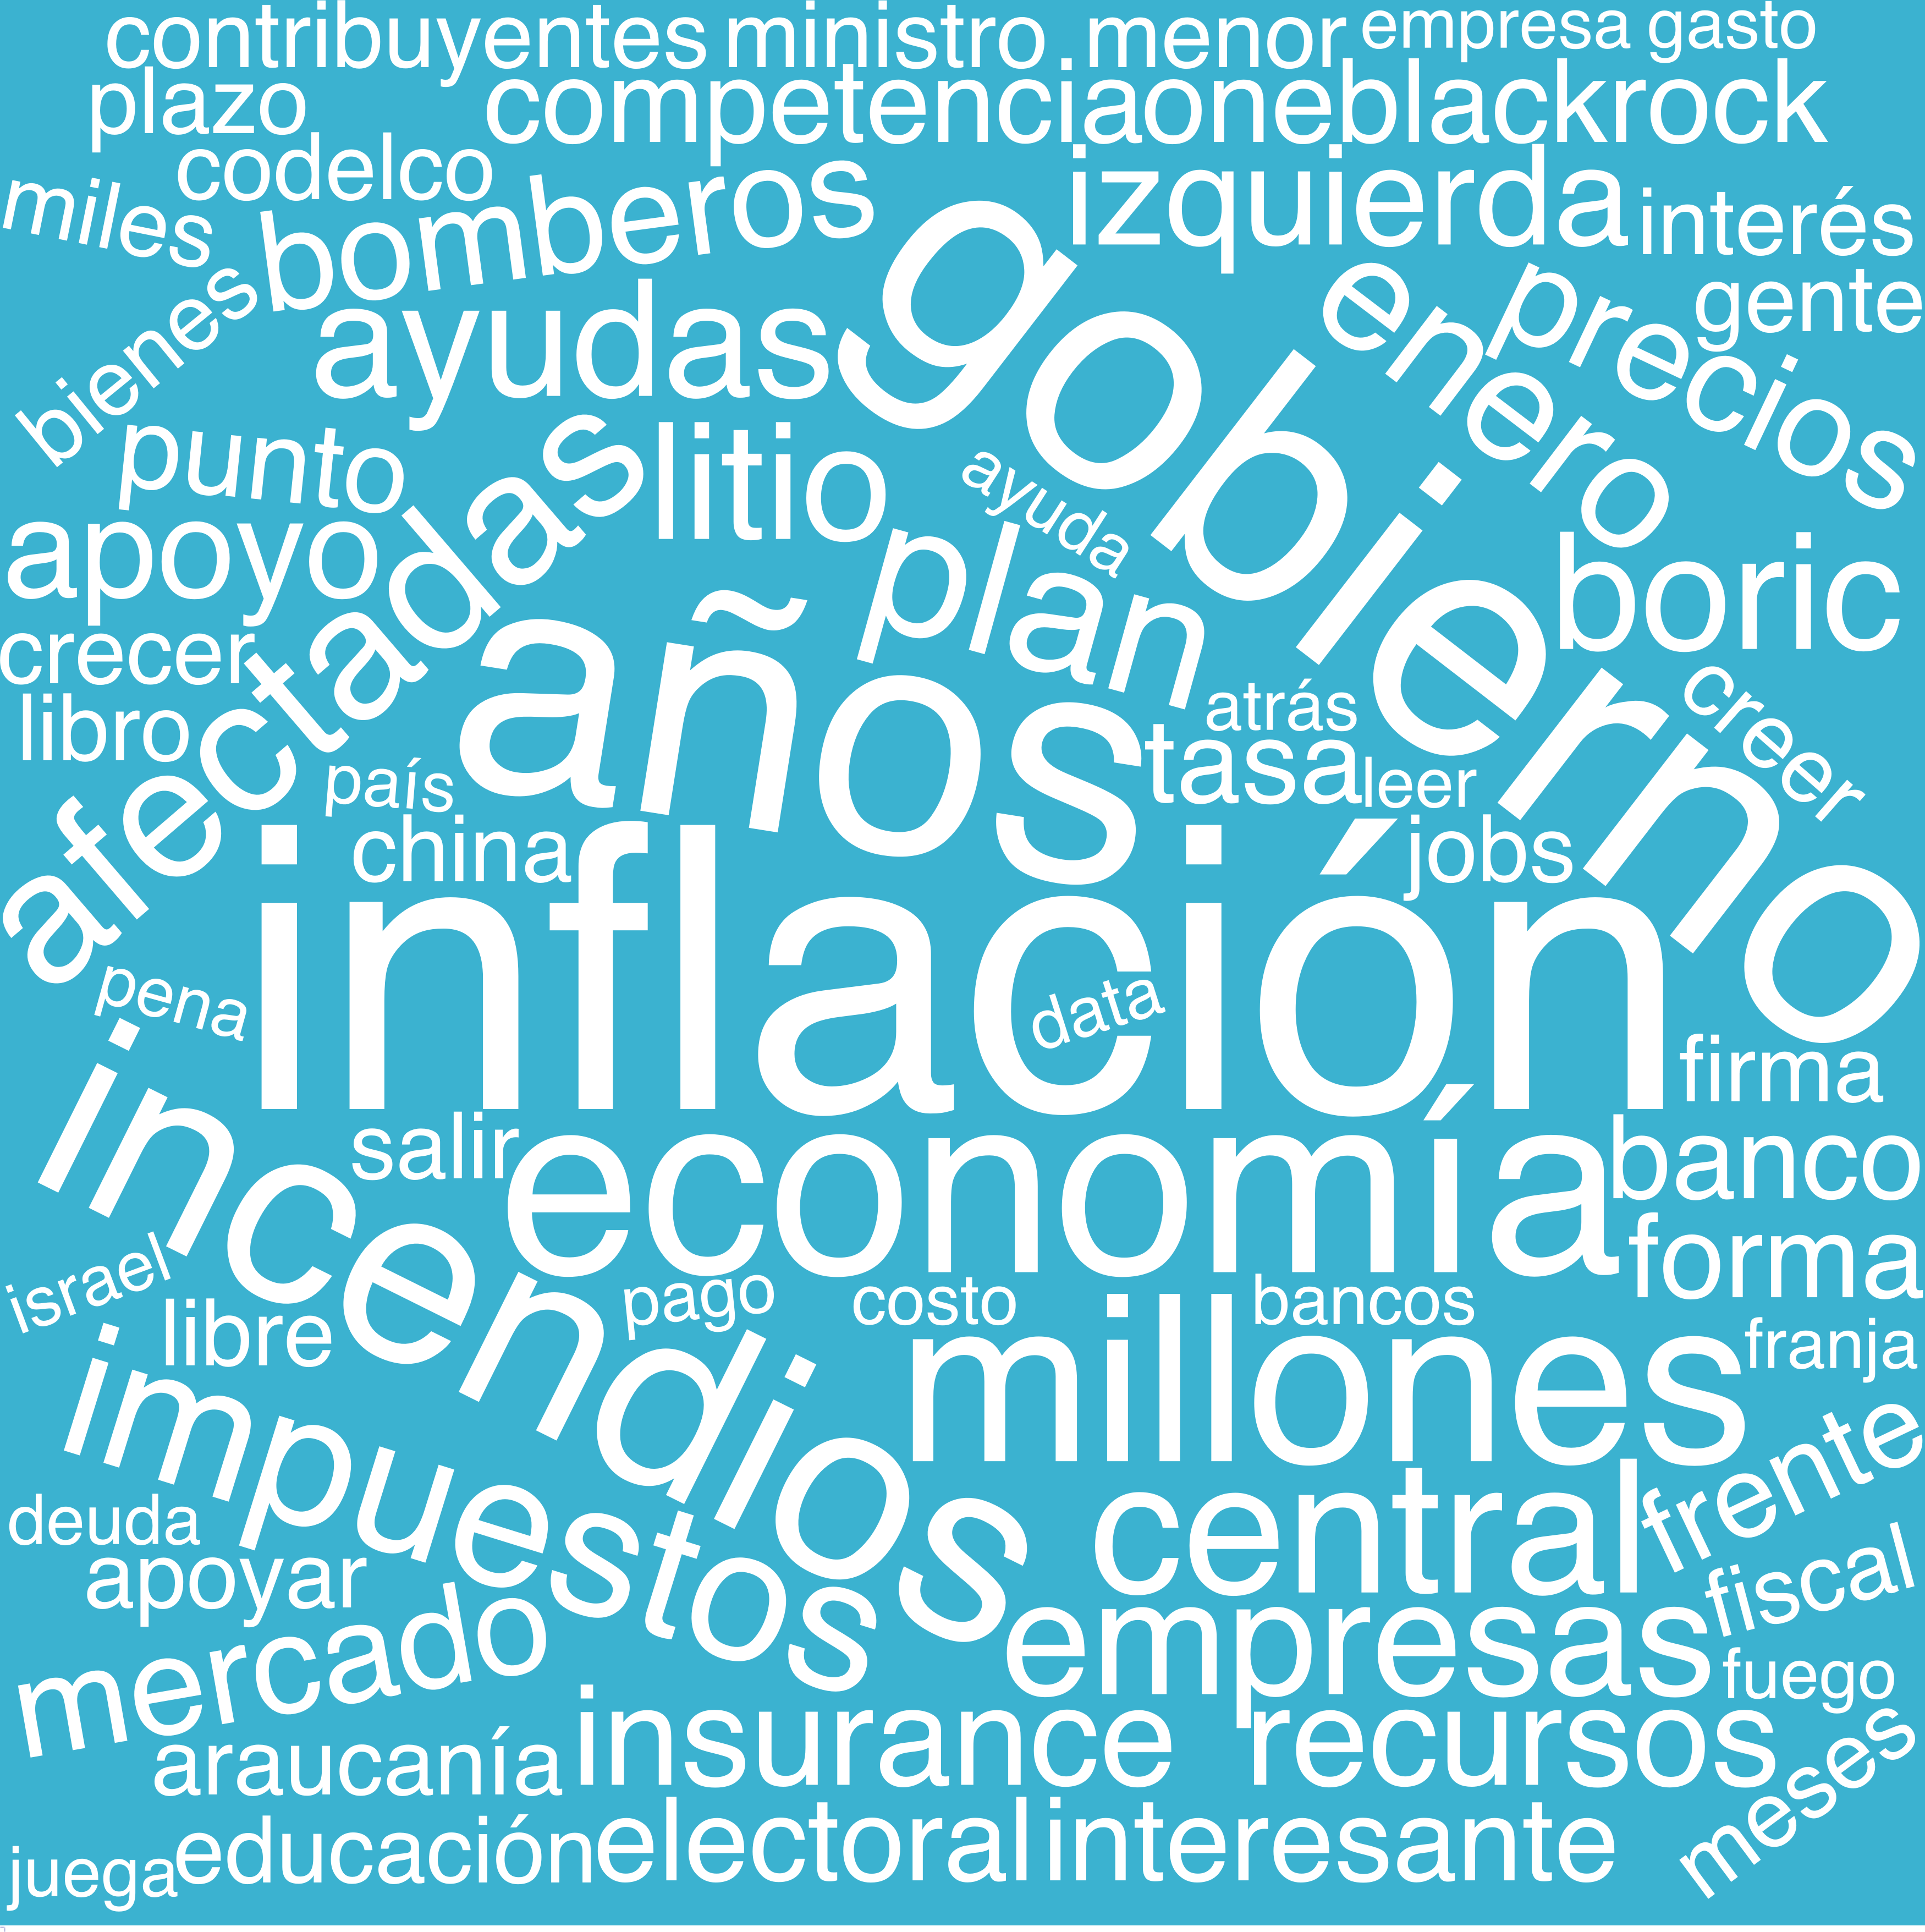 contribuyentes ministro menor empresa gasto
plazo competencia one blackrock
codelco izquierda
miles bomberos interés
bienes ayudas gobierno enero precios gente
punto litio ayuda
apoyo afectadas plan boric
crecer años
libro atrás creer
país tasa leer
china jobs
inflación
pena data
incendios firma
salir economía banco
israel forma
libre pago costo bancos
impuestos millones franja
deuda central frente
apoyar fiscal
mercado empresas fuego
araucanía insurance recursos
juega educación electoral interesante meses